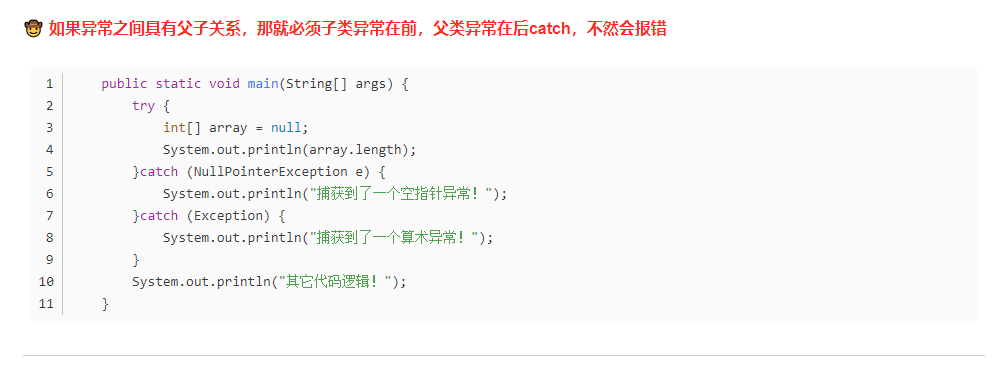 🤠 如果异常之间具有父子关系，那就必须子类异常在前，父类异常在后catch，不然会报错
1 public static void main(String[] args) {
2 try {
3 int[] array = null;
4 System.out.println(array.length);
5 }catch (NullPointerException e) {
6 System.out.println("捕获到了一个空指针异常！");
7 }catch (Exception) {
8 System.out.println("捕获到了一个算术异常！");
9 }
10 System.out.println("其它代码逻辑！");
11 }